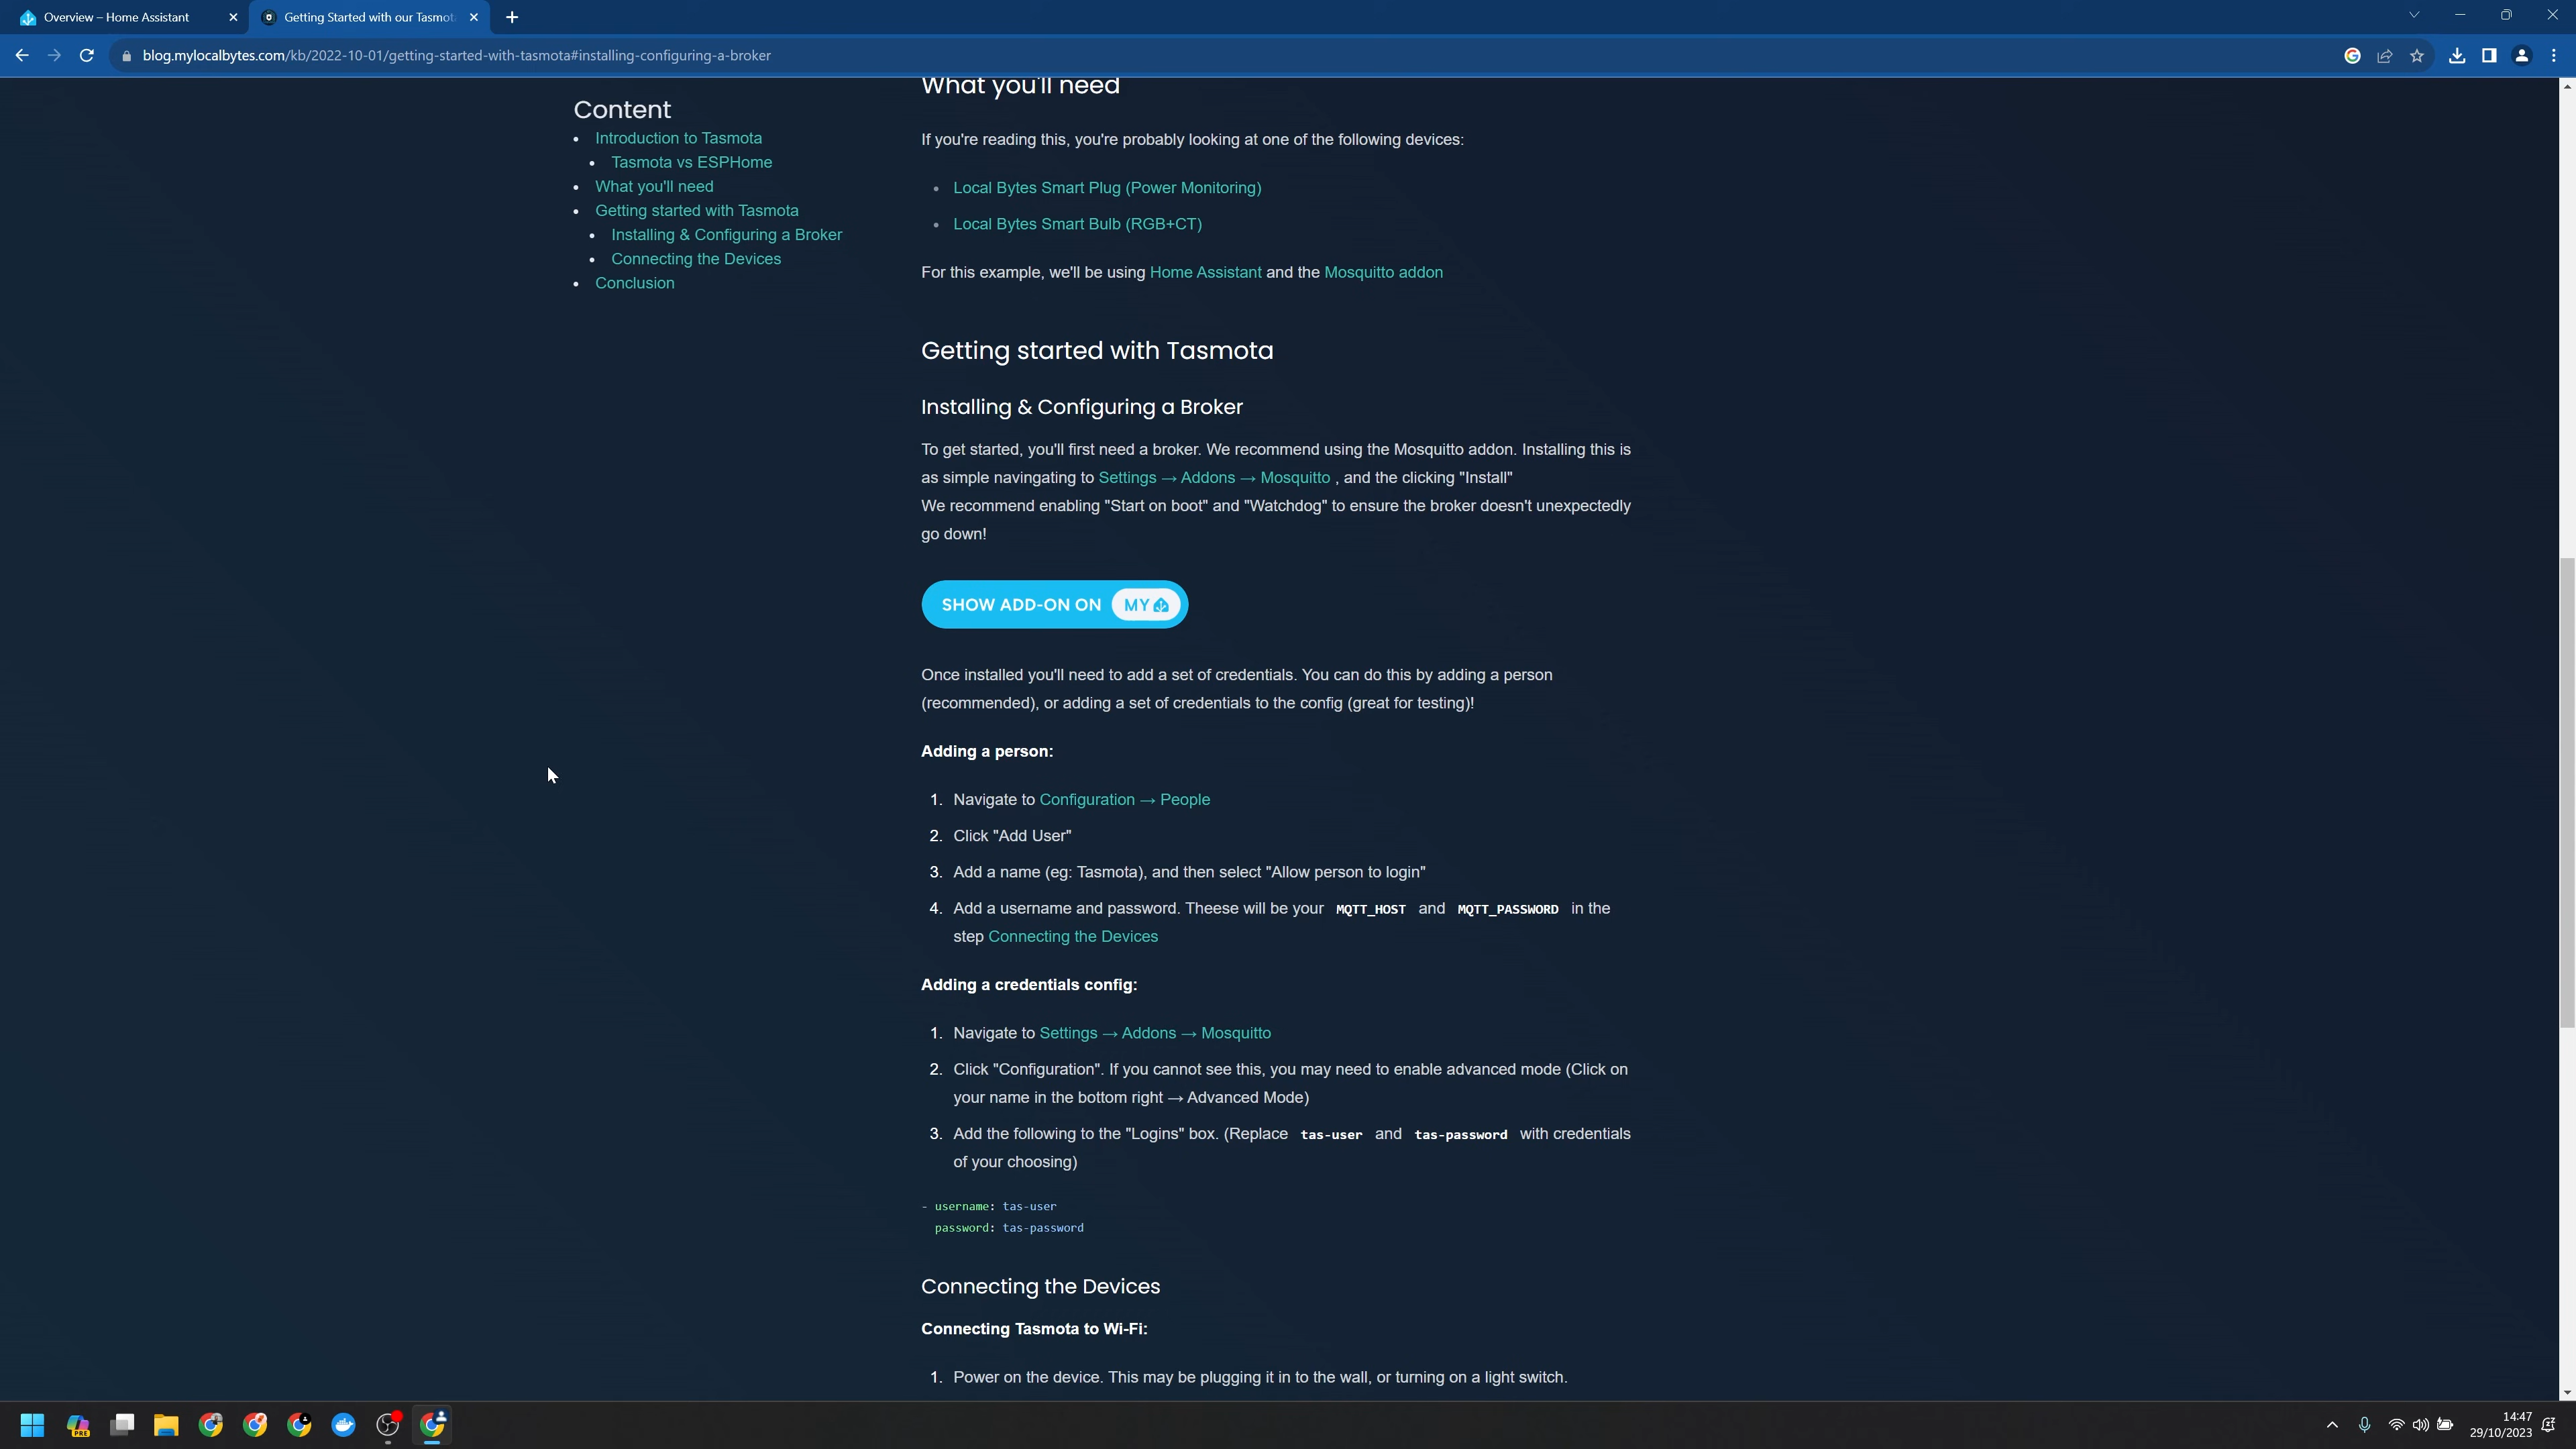 Overview – Home Assistant
Getting Started with our Tasmot
blog.mylocalbytes.com/kb/2022-10-01/getting-started-with-tasmota#installing-configuring-a-broker
Content
Introduction to Tasmota
Tasmota vs ESPHome
What you'll need
Getting started with Tasmota
Installing & Configuring a Broker
Connecting the Devices
Conclusion
What you'll need
If you're reading this, you're probably looking at one of the following devices:
Local Bytes Smart Plug (Power Monitoring)
Local Bytes Smart Bulb (RGB+CT)
For this example, we'll be using Home Assistant and the Mosquitto addon
Getting started with Tasmota
Installing & Configuring a Broker
To get started, you'll first need a broker. We recommend using the Mosquitto addon. Installing this is
as simple navingating to Settings → Addons → Mosquitto , and the clicking "Install"
We recommend enabling "Start on boot" and "Watchdog" to ensure the broker doesn't unexpectedly
go down!
SHOW ADD-ON ON MY
Once installed you'll need to add a set of credentials. You can do this by adding a person
(recommended), or adding a set of credentials to the config (great for testing)!
Adding a person:
1. Navigate to Configuration → People
2. Click "Add User"
3. Add a name (eg: Tasmota), and then select "Allow person to login"
4. Add a username and password. Theese will be your MQTT_HOST and MQTT_PASSWORD in the
step Connecting the Devices
Adding a credentials config:
1. Navigate to Settings → Addons → Mosquitto
2. Click "Configuration". If you cannot see this, you may need to enable advanced mode (Click on
your name in the bottom right → Advanced Mode)
3. Add the following to the "Logins" box. (Replace tas-user and tas-password with credentials
of your choosing)
- username: tas-user
password: tas-password
Connecting the Devices
Connecting Tasmota to Wi-Fi:
1. Power on the device. This may be plugging it in to the wall, or turning on a light switch.
PRE
14:47
29/10/2023